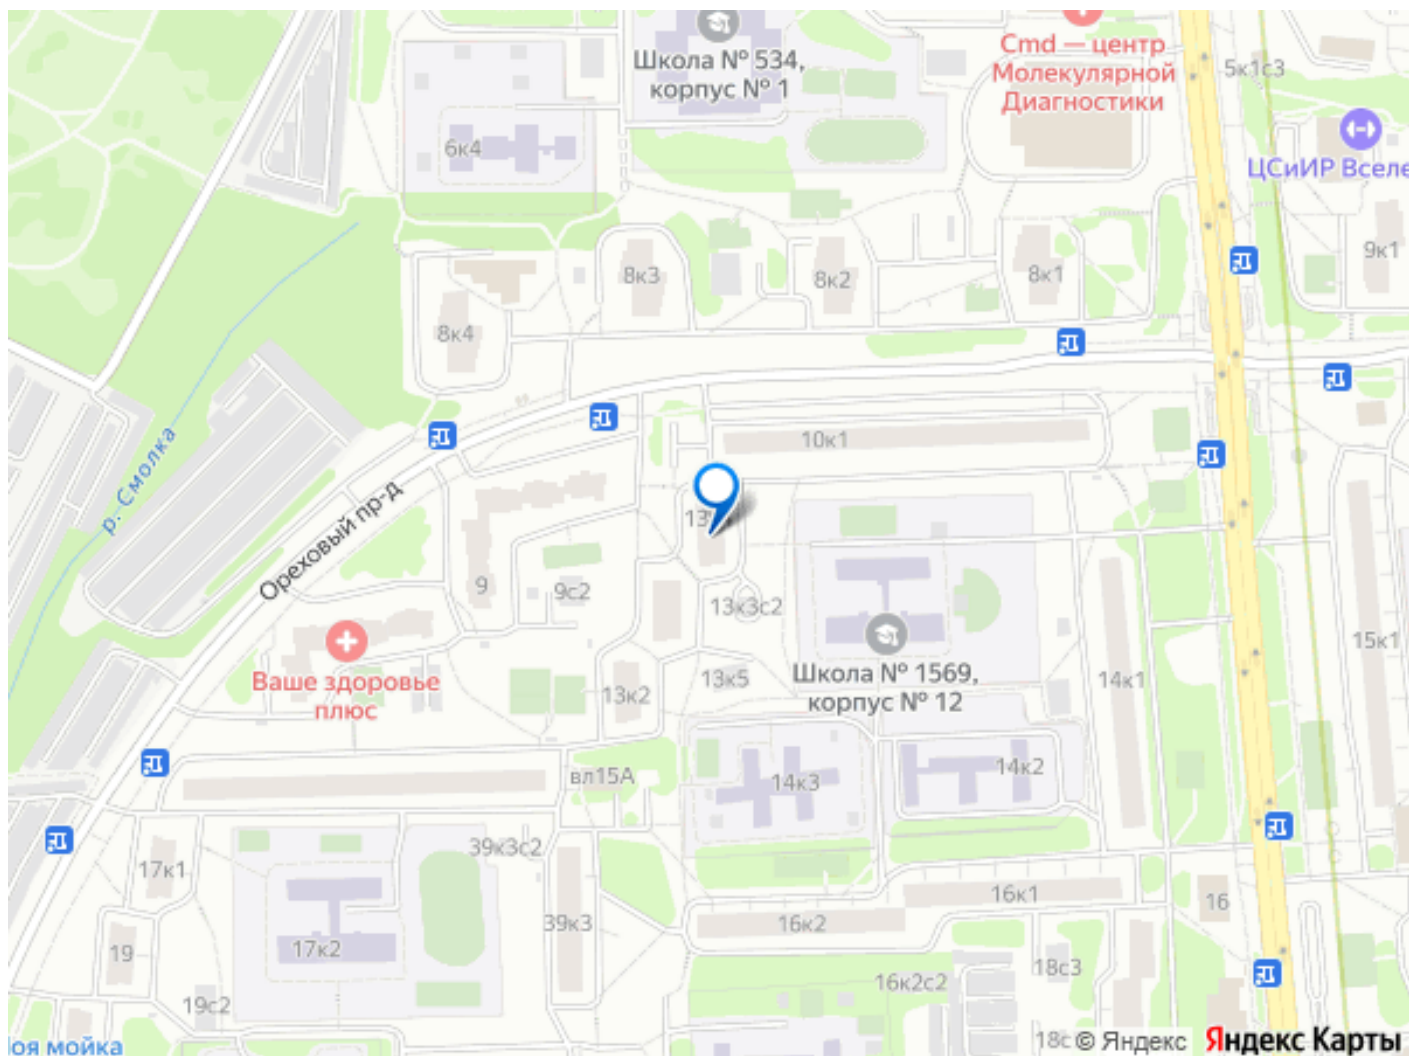 Школа № 534,
корпус № 1
Cmd — центр
Молекулярной
Диагностики
5к1с3
ЦСиИР Вселе
6к4
8к3
8к2
8к1
9к1
8к4
10к1
р. Смолка
Ореховый пр-д
9
9с2
13к3с2
Школа № 1569,
корпус № 12
15к1
Ваше здоровье
плюс
13к2
13к5
14к1
вл15А
14к3
14к2
39к3с2
17к1
16к1
16
39к3
16к2
19
17к2
18с3
16к2с2
19с2
оя мойка
© Яндекс
Яндекс Карты